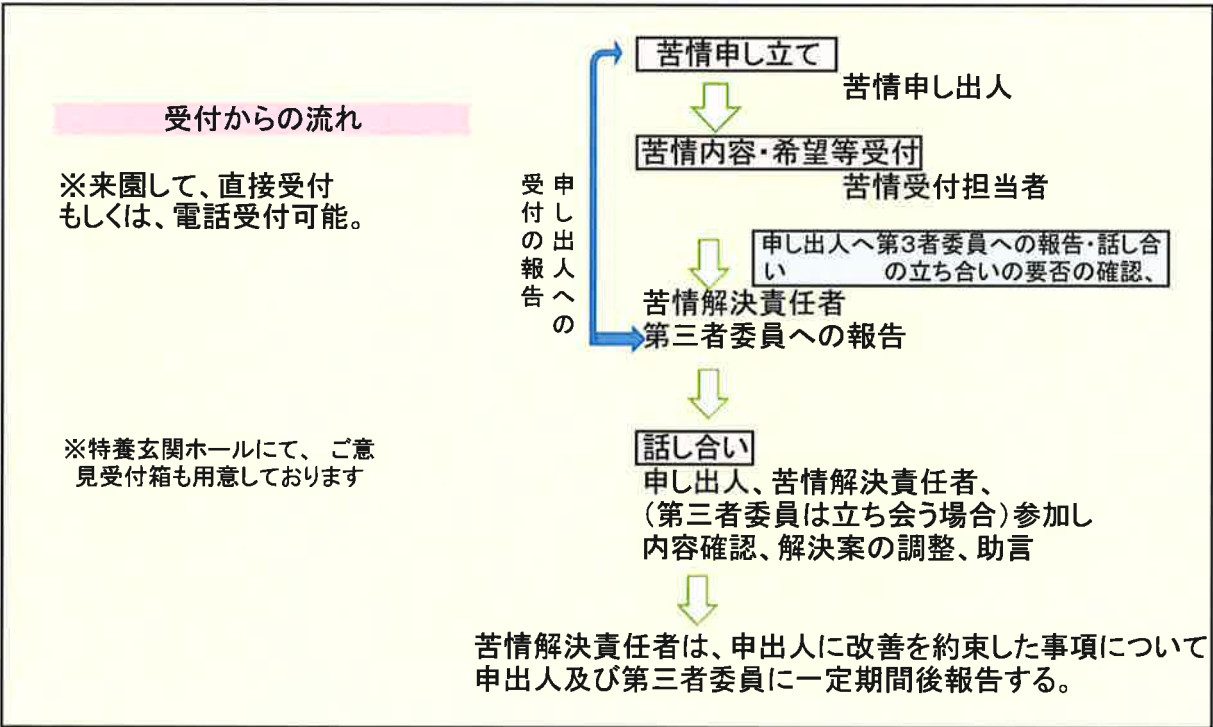 受付からの流れ
※来園して、直接受付
もしくは、電話受付可能。
※特養玄関ホールにて、 ご意
見受付箱も用意しております
申し出人への
受付の報告
苦情申し立て
苦情申し出人
苦情内容・希望等受付
苦情受付担当者
申し出人へ第3者委員への報告・話し合
い の立ち合いの要否の確認、
苦情解決責任者
第三者委員への報告
話し合い
申し出人、苦情解決責任者、
（第三者委員は立ち会う場合）参加し
内容確認、解決案の調整、助言
苦情解決責任者は、申出人に改善を約束した事項について
申出人及び第三者委員に一定期間後報告する。